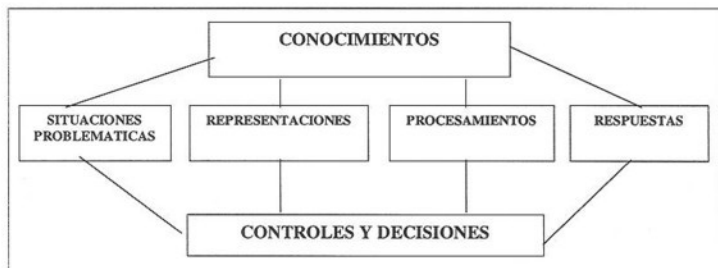 CONOCIMIENTOS
SITUACIONES
PROBLEMATICAS
REPRESENTACIONES
PROCESAMIENTOS
RESPUESTAS
CONTROLES Y DECISIONES